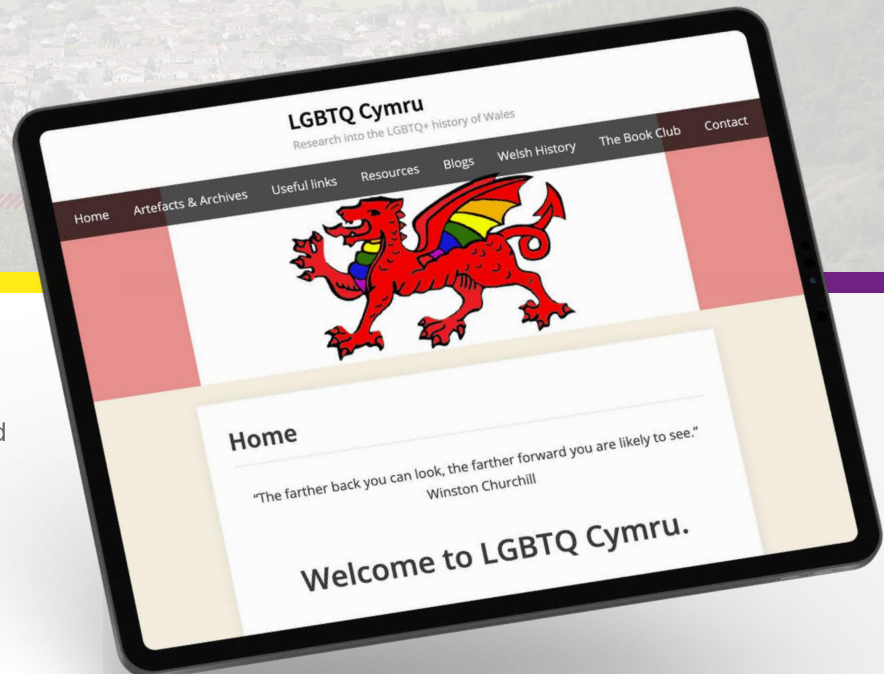 LGBTQ Cymru
Research into the LGBTQ+ history of Wales
Home Artefacts & Archives Useful links Resources Blogs Welsh History The Book Club Contact
Home
“The farther back you can look, the farther forward you are likely to see.”
Winston Churchill
Welcome to LGBTQ Cymru.